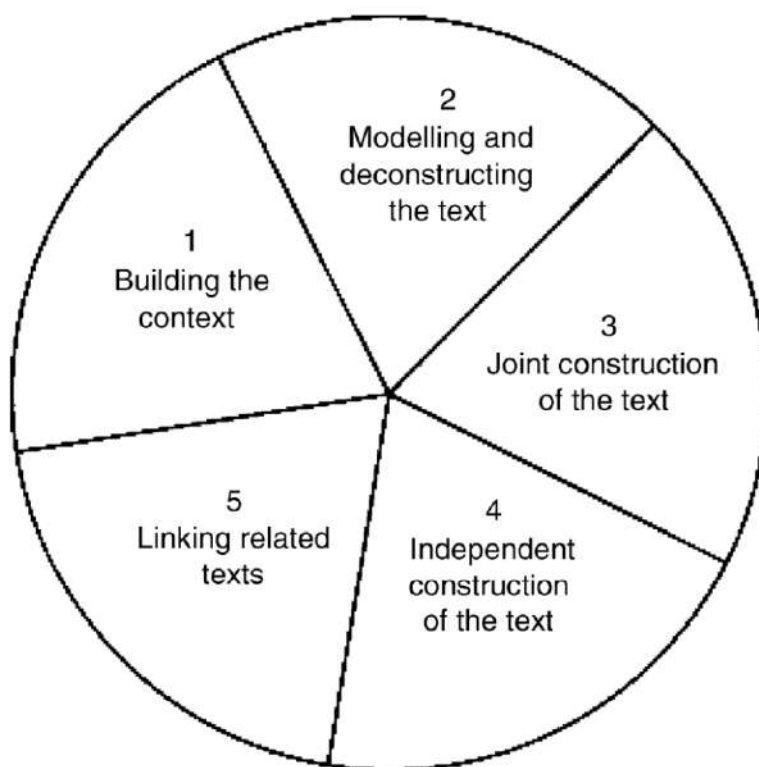 1
Building the
context
2
Modelling and
deconstructing
the text
3
Joint construction
of the text
4
Independent
construction
of the text
5
Linking related
texts